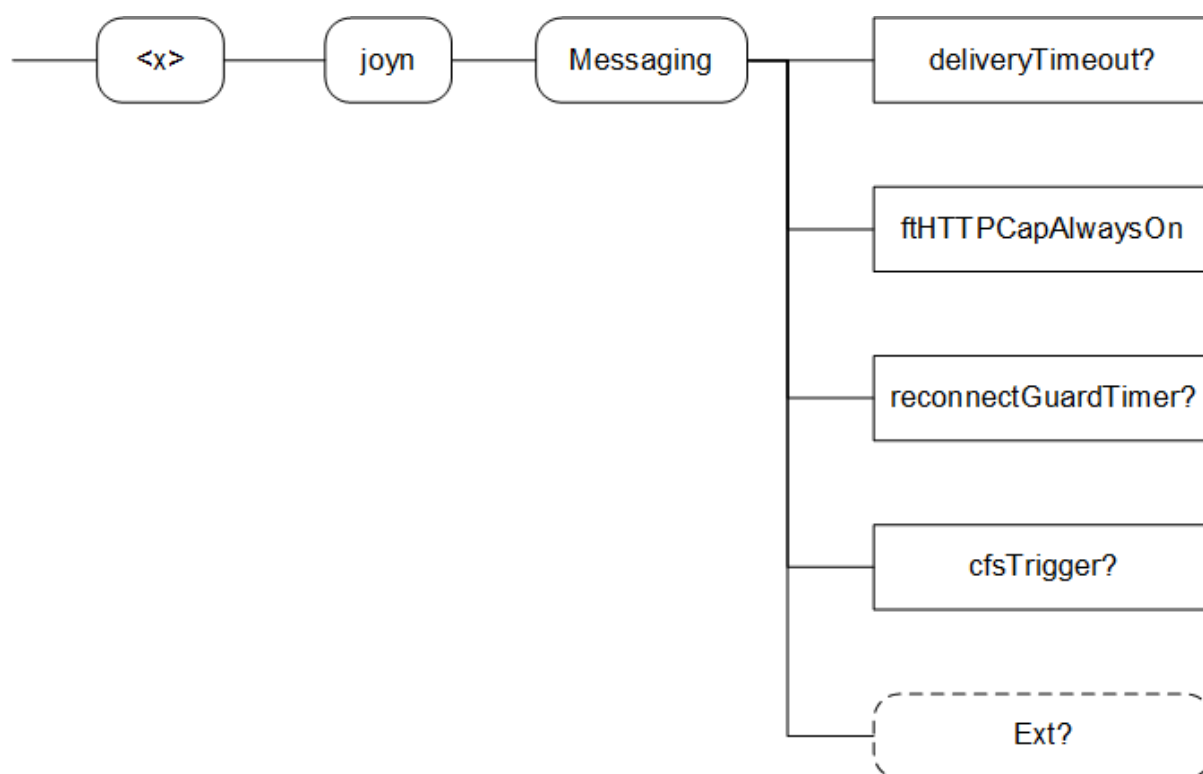 <x>
joyn
Messaging
deliveryTimeout?
ftHTTPCapAlwaysOn
reconnectGuardTimer?
cfsTrigger?
Ext?